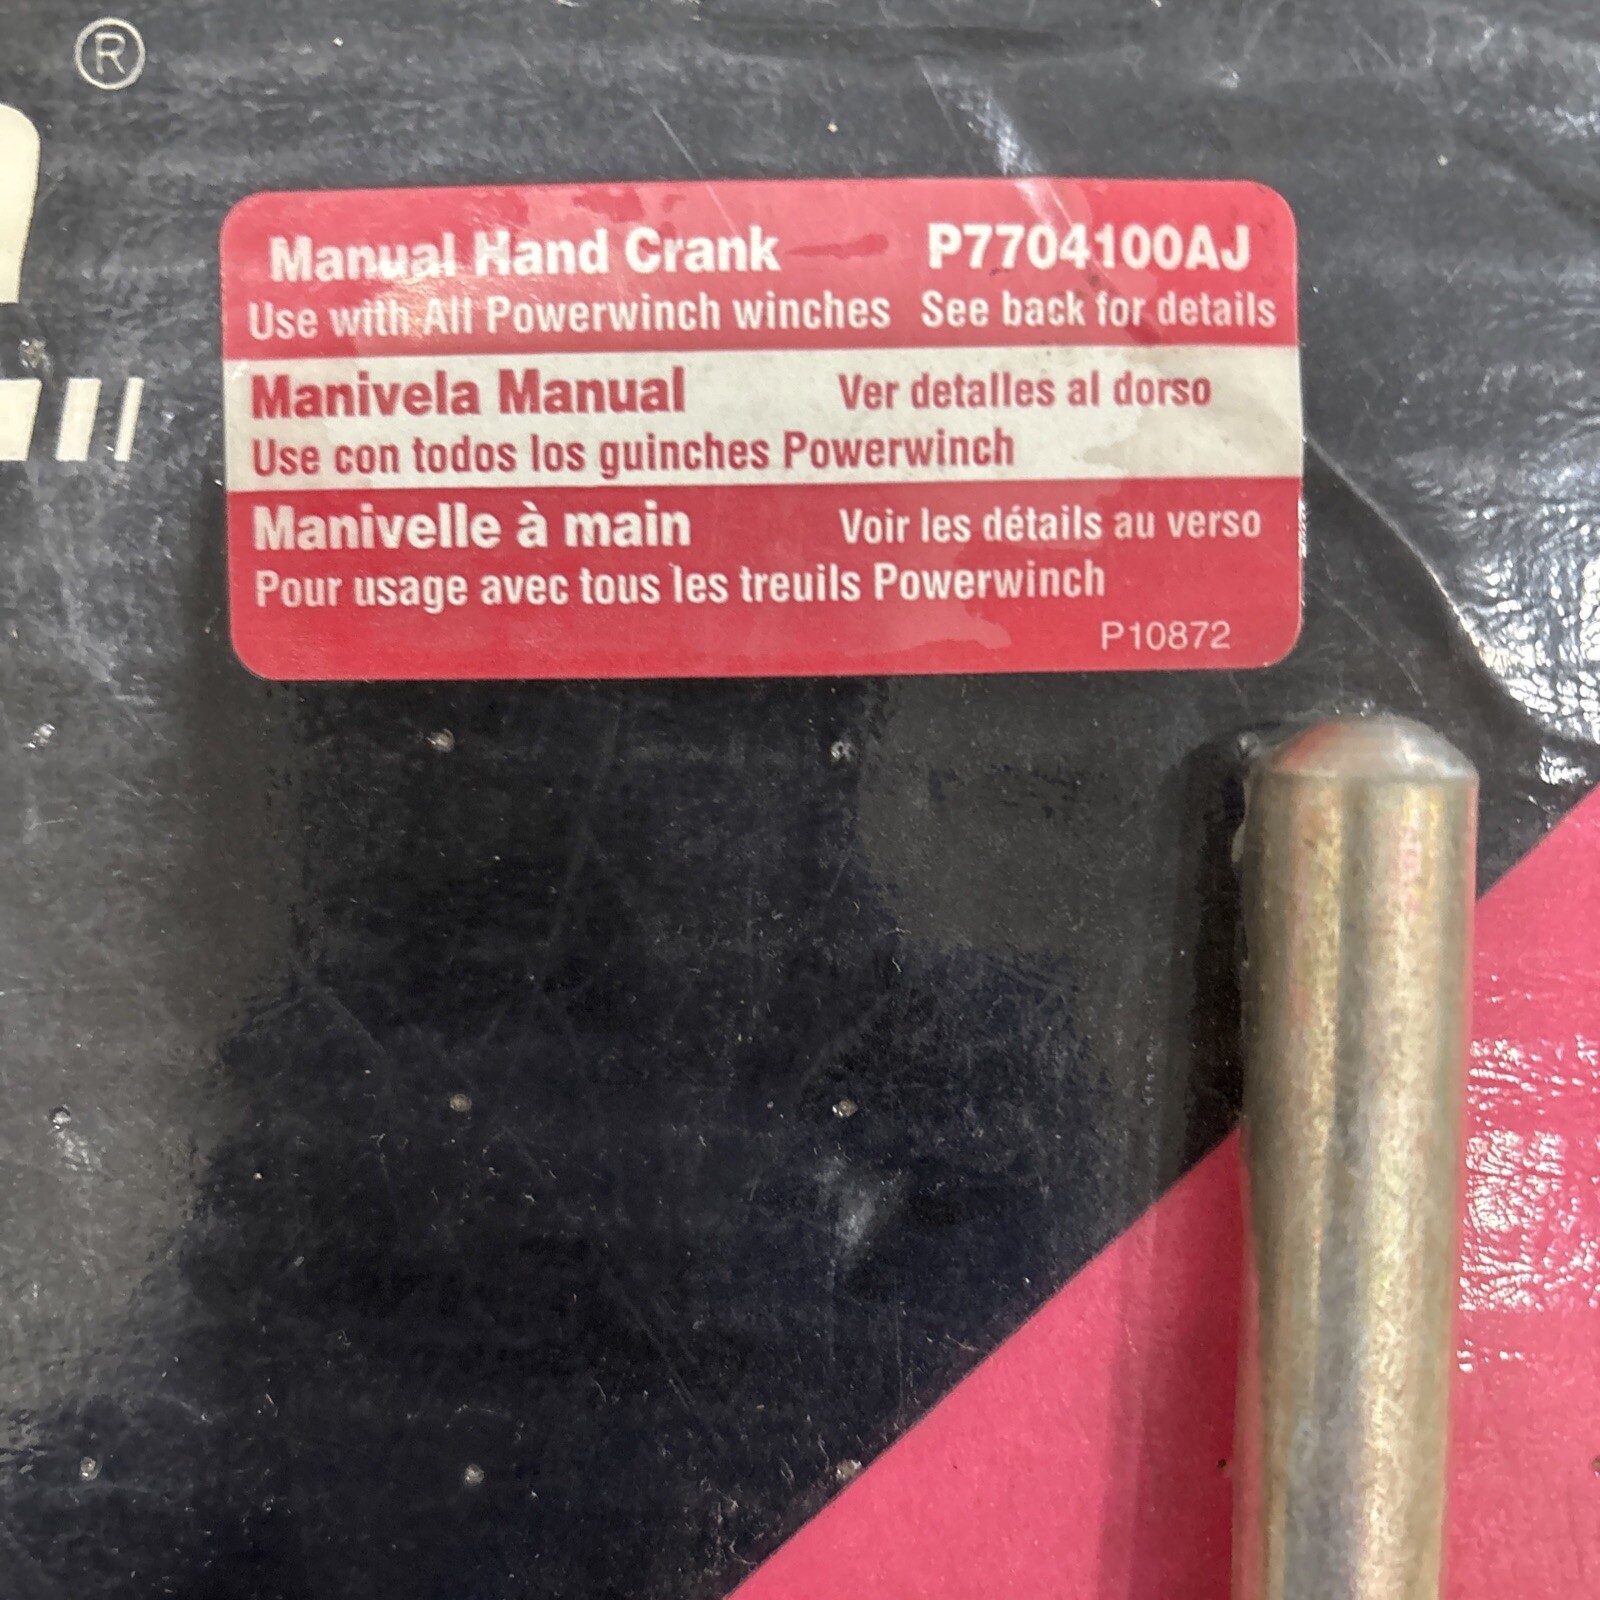 ®
Manual Hand Crank P7704100AJ
Use with All Powerwinch winches See back for details
Manivela Manual Ver detalles al dorso
Use con todos los guinches Powerwinch
Manivelle à main Voir les détails au verso
Pour usage avec tous les treuils Powerwinch
P10872